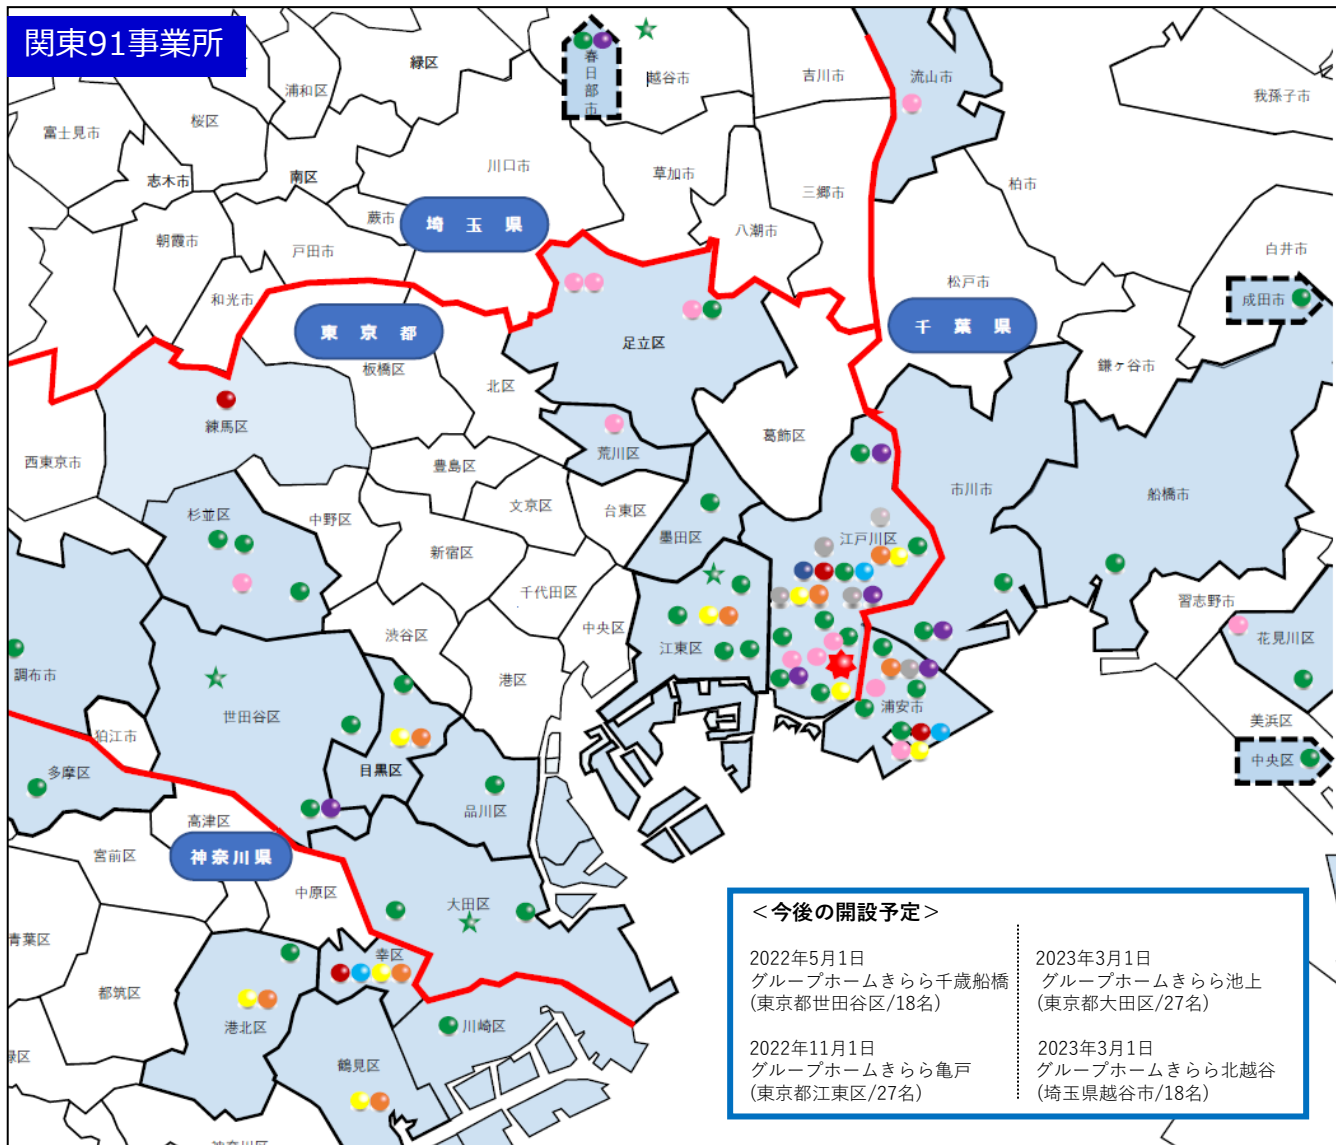 関東91事業所
緑区
浦和区
桜区
富士見市
志木市
南区
川口市
蕨市
朝霞市
戸田市
和光市
春日部市
越谷市
吉川市
流山市
我孫子市
草加市
三郷市
柏市
八潮市
白井市
松戸市
成田市
鎌ヶ谷市
埼玉県
東京都
千葉県
板橋区
北区
足立区
練馬区
西東京市
豊島区
荒川区
葛飾区
文京区
台東区
杉並区
中野区
新宿区
墨田区
江戸川区
市川市
船橋市
千代田区
渋谷区
中央区
江東区
習志野市
花見川区
調布市
世田谷区
港区
浦安市
美浜区
狛江市
中央区
多摩区
目黒区
品川区
高津区
宮前区
神奈川県
中原区
大田区
青葉区
幸区
都筑区
港北区
川崎区
緑区
鶴見区
神奈川区
＜今後の開設予定＞
2022年5月1日
グループホームきらら千歳船橋
(東京都世田谷区/18名)
2022年11月1日
グループホームきらら亀戸
(東京都江東区/27名)
2023年3月1日
グループホームきらら池上
(東京都大田区/27名)
2023年3月1日
グループホームきらら北越谷
(埼玉県越谷市/18名)